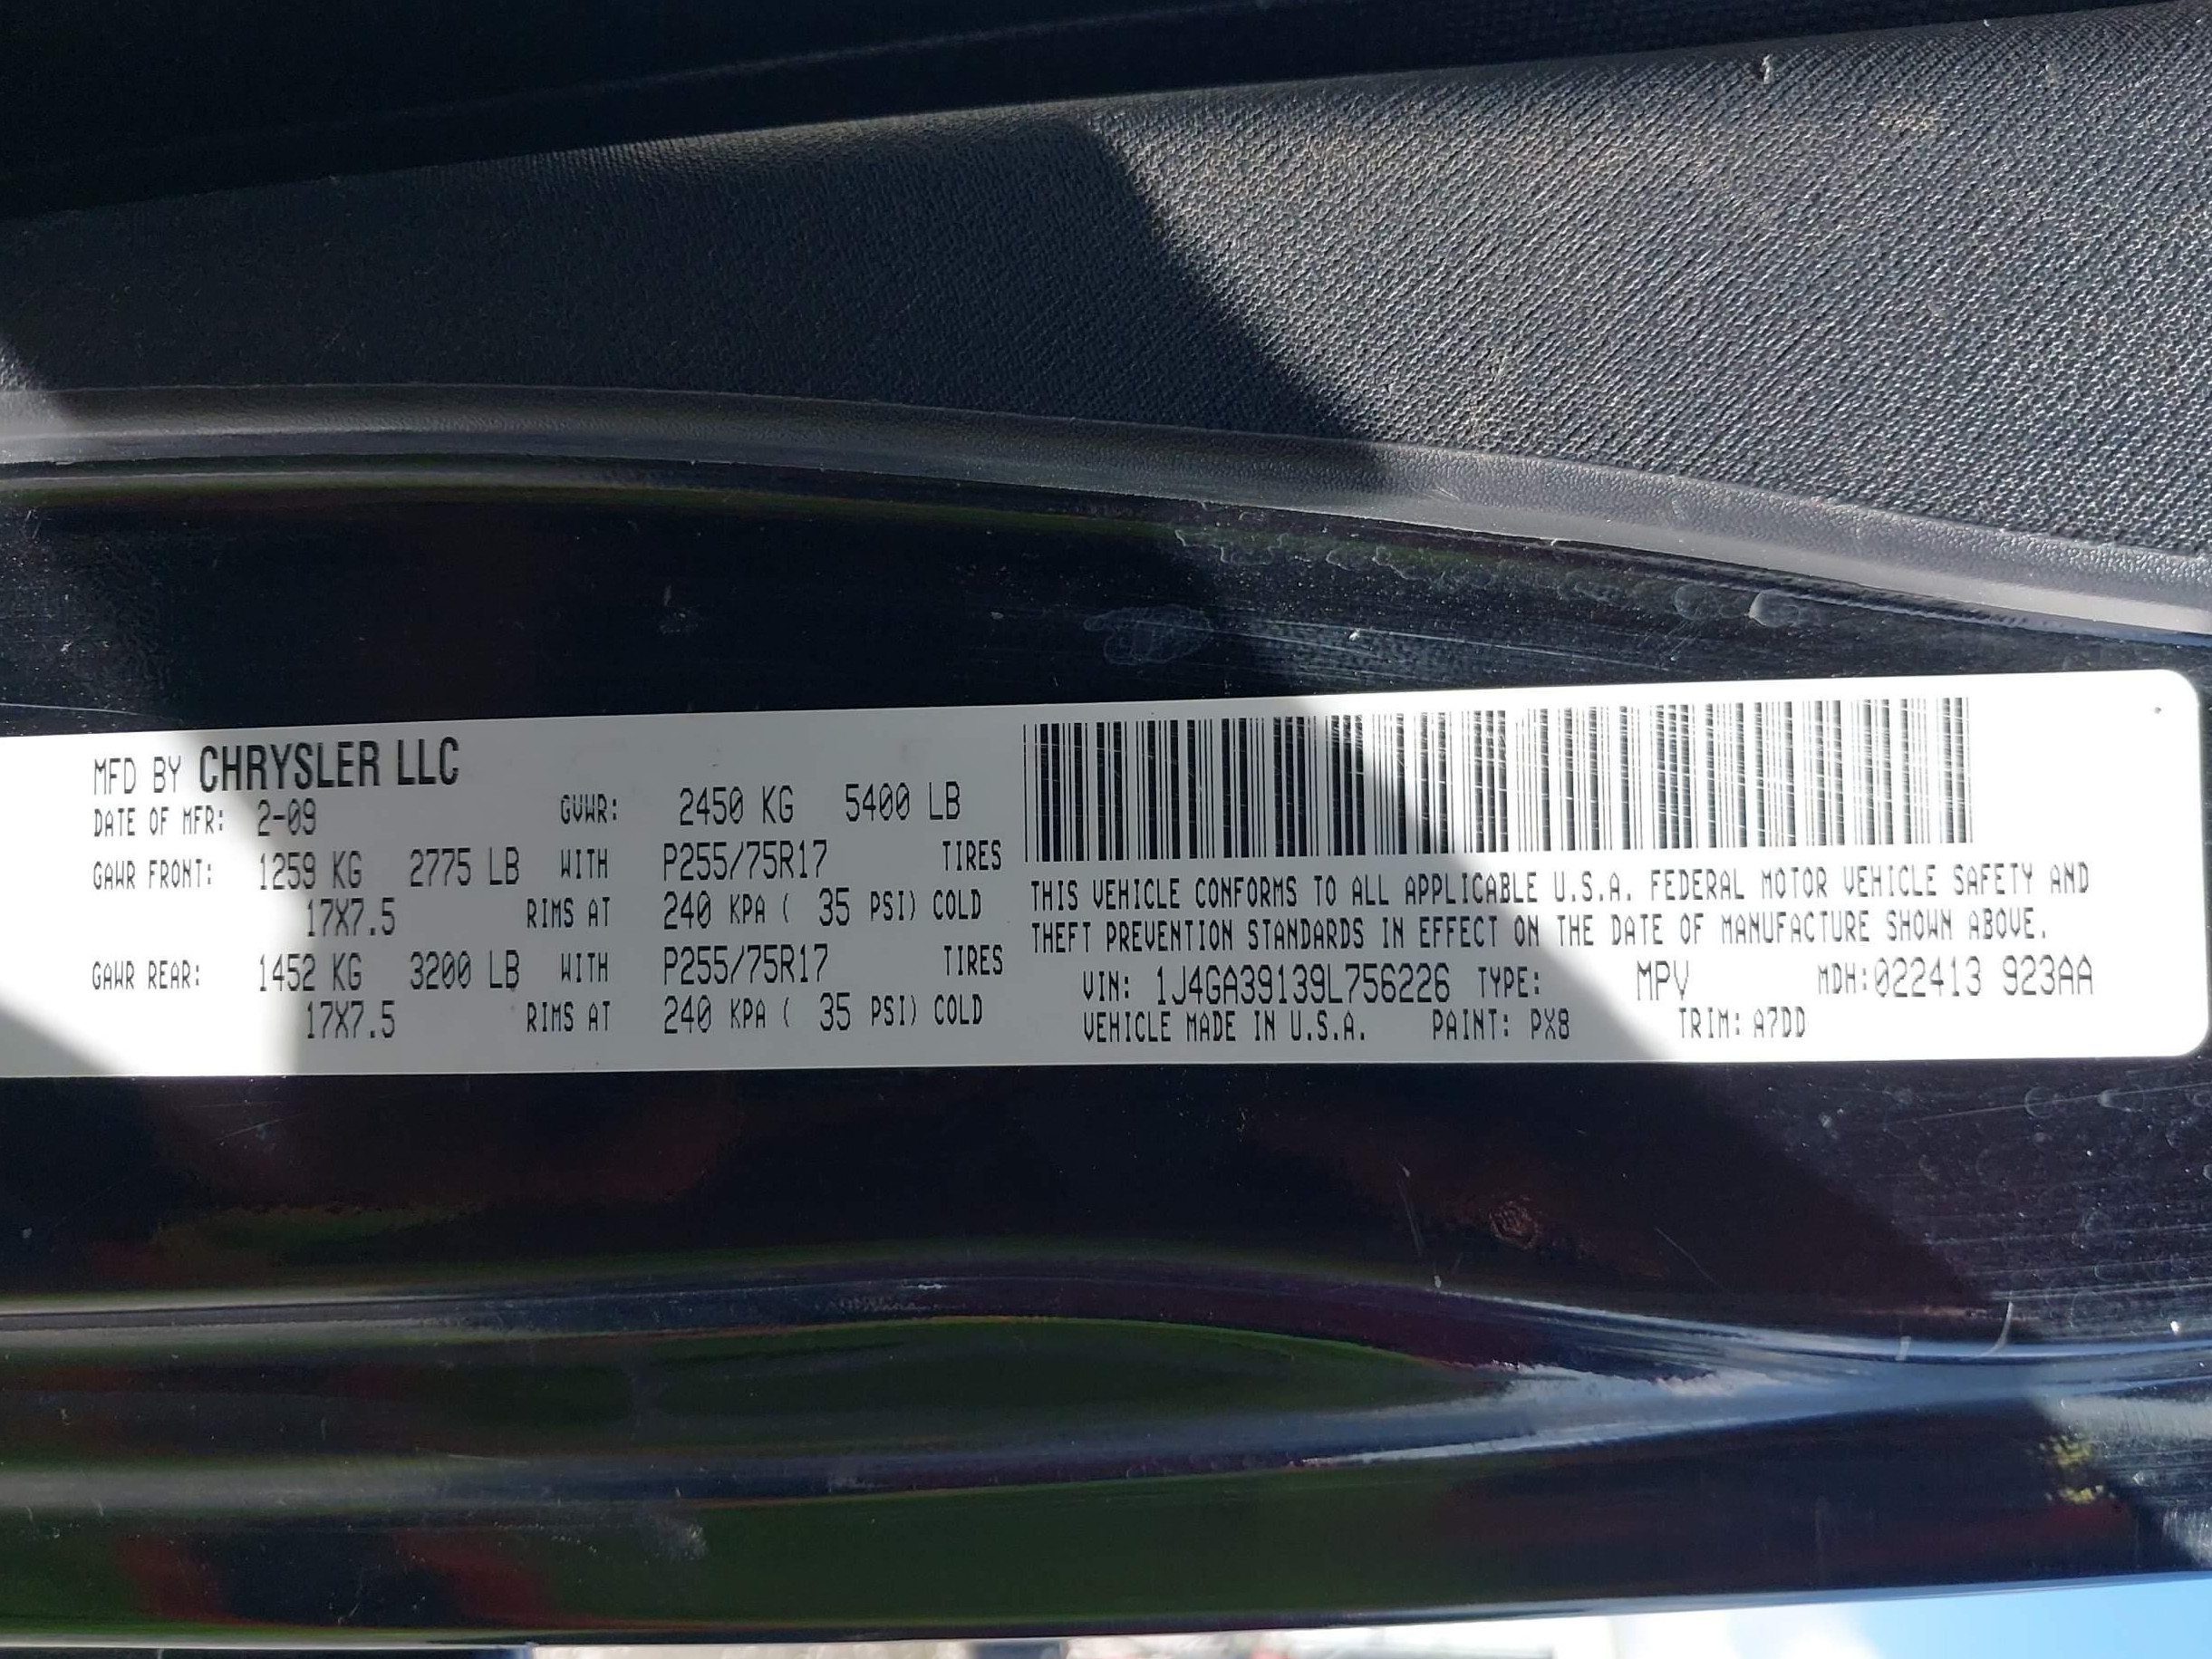 MFD BY CHRYSLER LLC
DATE OF MFR: 2-09 GVWR: 2450 KG 5400 LB
GAWR FRONT: 1259 KG 2775 LB WITH P255/75R17 TIRES
17X7.5 RIMS AT 240 KPA ( 35 PSI) COLD
GAWR REAR: 1452 KG 3200 LB WITH P255/75R17 TIRES
17X7.5 RIMS AT 240 KPA ( 35 PSI) COLD
THIS VEHICLE CONFORMS TO ALL APPLICABLE U.S.A. FEDERAL MOTOR VEHICLE SAFETY AND
THEFT PREVENTION STANDARDS IN EFFECT ON THE DATE OF MANUFACTURE SHOWN ABOVE.
VIN: 1J4GA39139L756226 TYPE: MPV MDH:022413 923AA
VEHICLE MADE IN U.S.A. PAINT: PX8 TRIM: A7DD